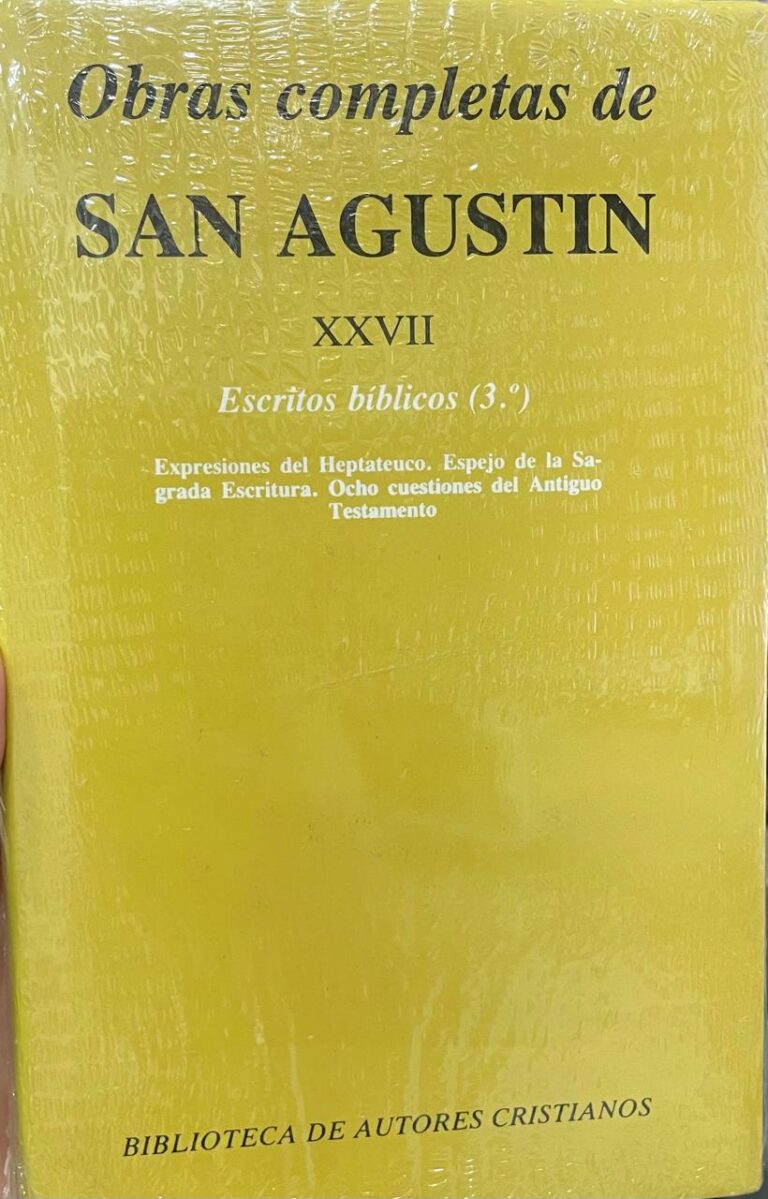 Obras completas de
SAN AGUSTIN
XXVII
Escritos bíblicos (3.º)
Expresiones del Heptateuco. Espejo de la Sa-
grada Escritura. Ocho cuestiones del Antiguo
Testamento
BIBLIOTECA DE AUTORES CRISTIANOS